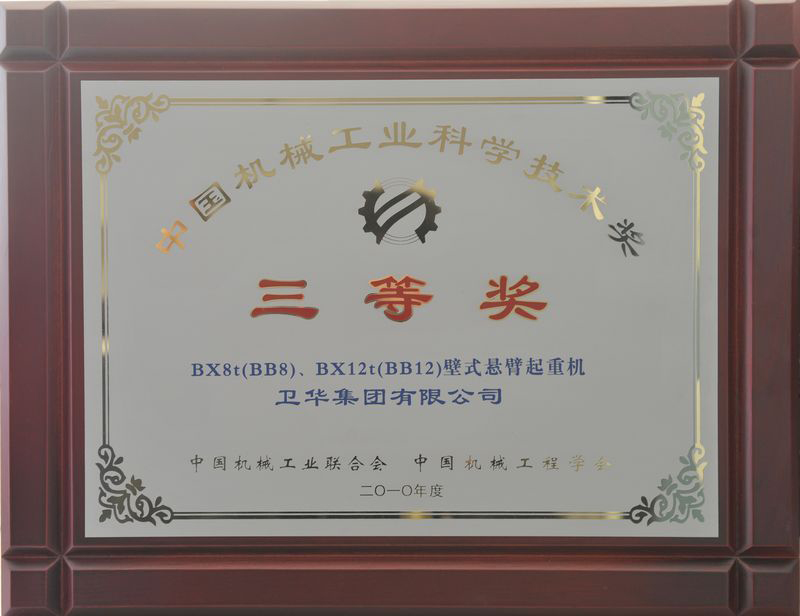 中国机械工业科学技术奖
三等奖
BX8t(BB8)、BX12t(BB12)壁式悬臂起重机
卫华集团有限公司
中国机械工业联合会 中国机械工程学会
二〇一〇年度